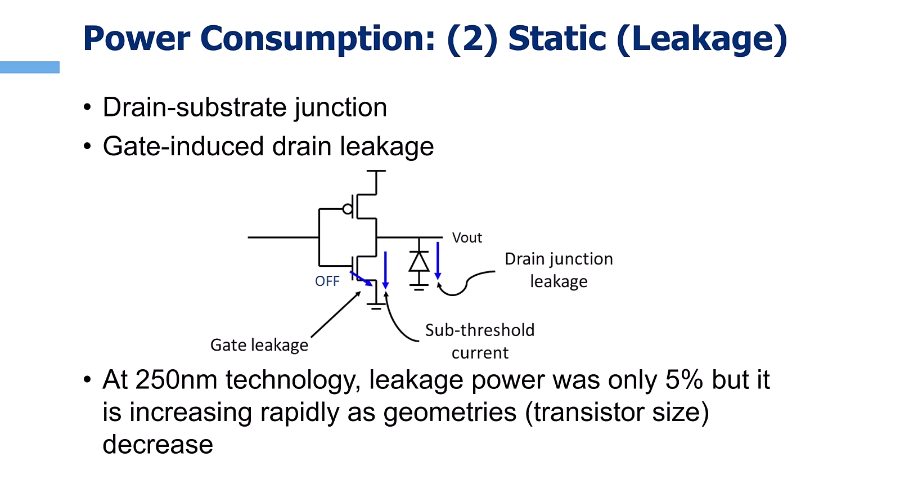 Power Consumption: (2) Static (Leakage)
• Drain-substrate junction
• Gate-induced drain leakage
Vout
Drain junction
leakage
OFF
Sub-threshold
current
Gate leakage
• At 250nm technology, leakage power was only 5% but it
is increasing rapidly as geometries (transistor size)
decrease